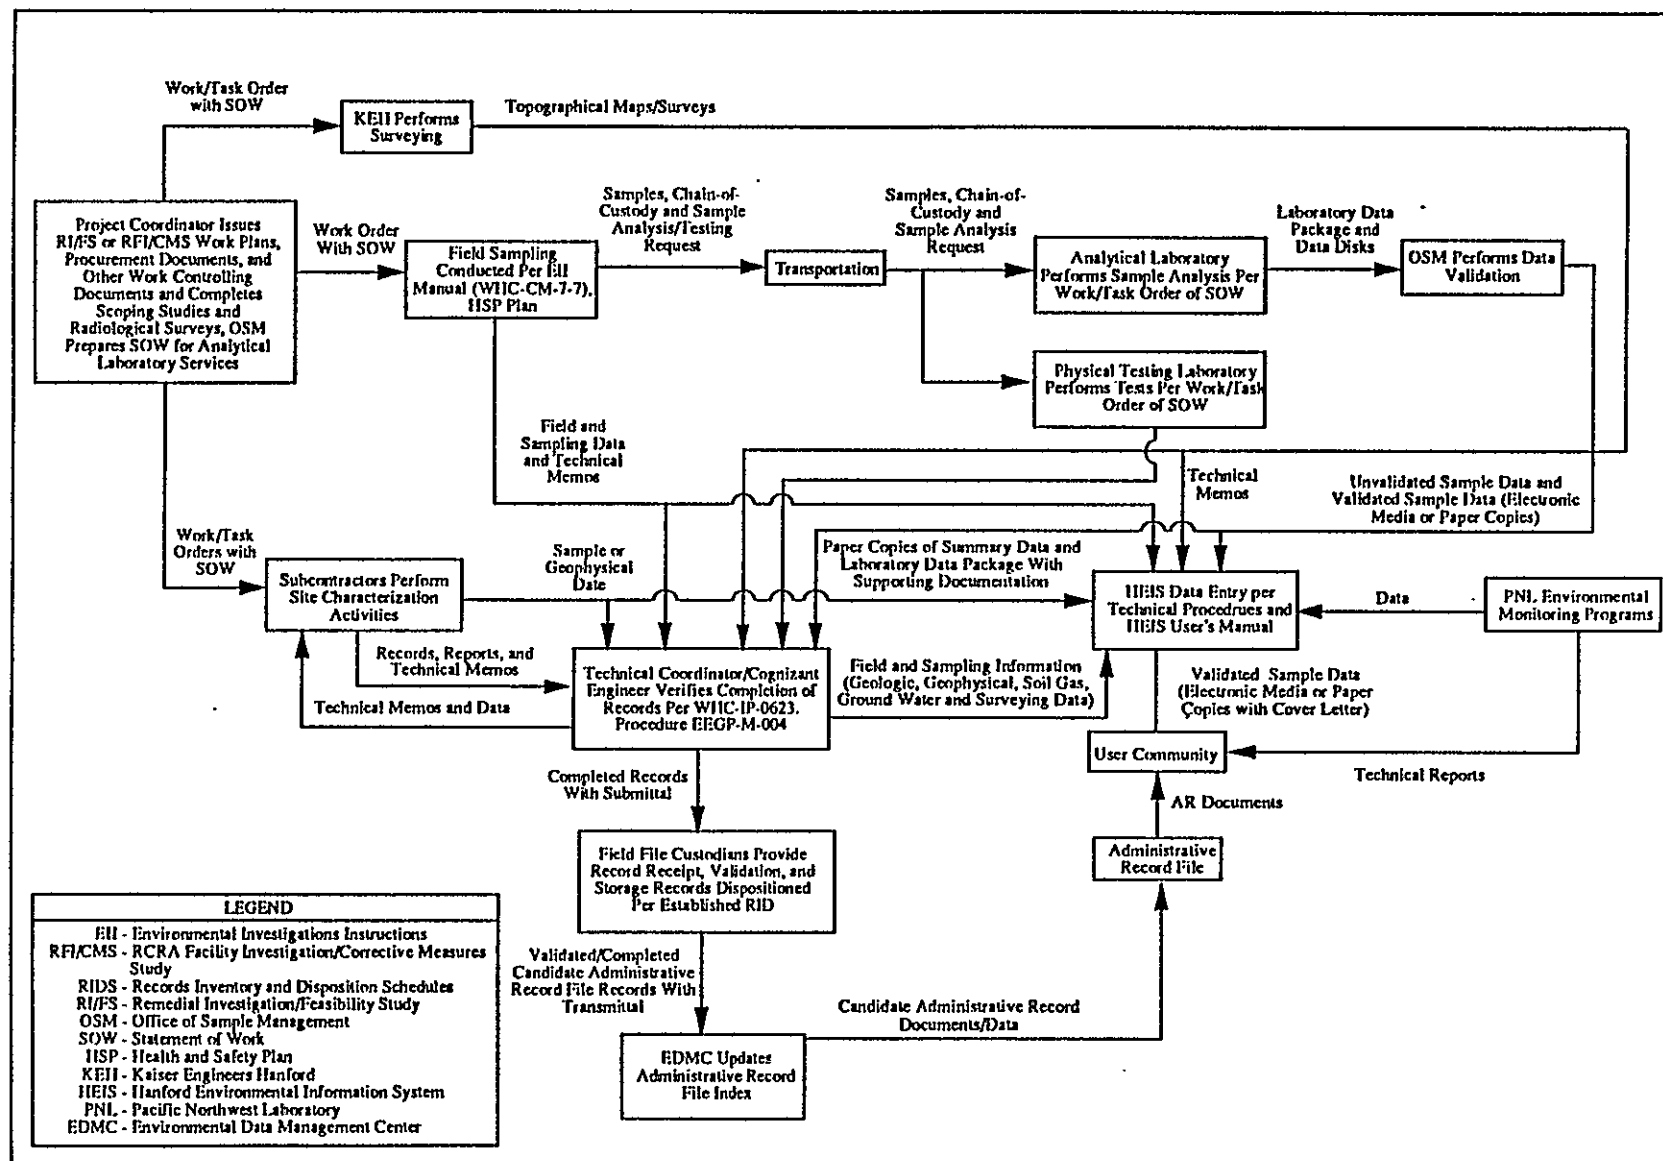 Work/Task Order
with SOW
KEH Performs
Surveying
Topographical Maps/Surveys
Project Coordinator Issues
RI/FS or RFI/CMS Work Plans,
Procurement Documents, and
Other Work Controlling
Documents and Completes
Scoping Studies and
Radiological Surveys, OSM
Prepares SOW for Analytical
Laboratory Services
Work Order
With SOW
Field Sampling
Conducted Per EII
Manual (WHC-CM-7-7),
HSP Plan
Samples, Chain-of-
Custody and Sample
Analysis/Testing
Request
Transportation
Samples, Chain-of-
Custody and
Sample Analysis
Request
Analytical Laboratory
Performs Sample Analysis Per
Work/Task Order of SOW
Laboratory Data
Package and
Data Disks
OSM Performs Data
Validation
Physical Testing Laboratory
Performs Tests Per Work/Task
Order of SOW
Field and
Sampling Data
and Technical
Memos
Technical
Memos
Unvalidated Sample Data and
Validated Sample Data (Electronic
Media or Paper Copies)
Work/Task
Orders with
SOW
Subcontractors Perform
Site Characterization
Activities
Sample or
Geophysical
Date
Paper Copies of Summary Data and
Laboratory Data Package With
Supporting Documentation
HEIS Data Entry per
Technical Procedrues and
HEIS User's Manual
Data
PNL Environmental
Monitoring Programs
Records, Reports, and
Technical Memos
Technical Memos and Data
Technical Coordinator/Cognizant
Engineer Verifies Completion of
Records Per WHC-IP-0623.
Procedure EEGP-M-004
Field and Sampling Information
(Geologic, Geophysical, Soil Gas,
Ground Water and Surveying Data)
Validated Sample Data
(Electronic Media or Paper
Copies with Cover Letter)
User Community
Technical Reports
Completed Records
With Submittal
AR Documents
Field File Custodians Provide
Record Receipt, Validation, and
Storage Records Dispositioned
Per Established RID
Administrative
Record File
Validated/Completed
Candidate Administrative
Record File Records With
Transmittal
Candidate Administrative Record
Documents/Data
EDMC Updates
Administrative Record
File Index
LEGEND
EII - Environmental Investigations Instructions
RFI/CMS - RCRA Facility Investigation/Corrective Measures
Study
RIDS - Records Inventory and Disposition Schedules
RI/FS - Remedial Investigation/Feasibility Study
OSM - Office of Sample Management
SOW - Statement of Work
HSP - Health and Safety Plan
KEH - Kaiser Engineers Hanford
HEIS - Hanford Environmental Information System
PNL - Pacific Northwest Laboratory
EDMC - Environmental Data Management Center